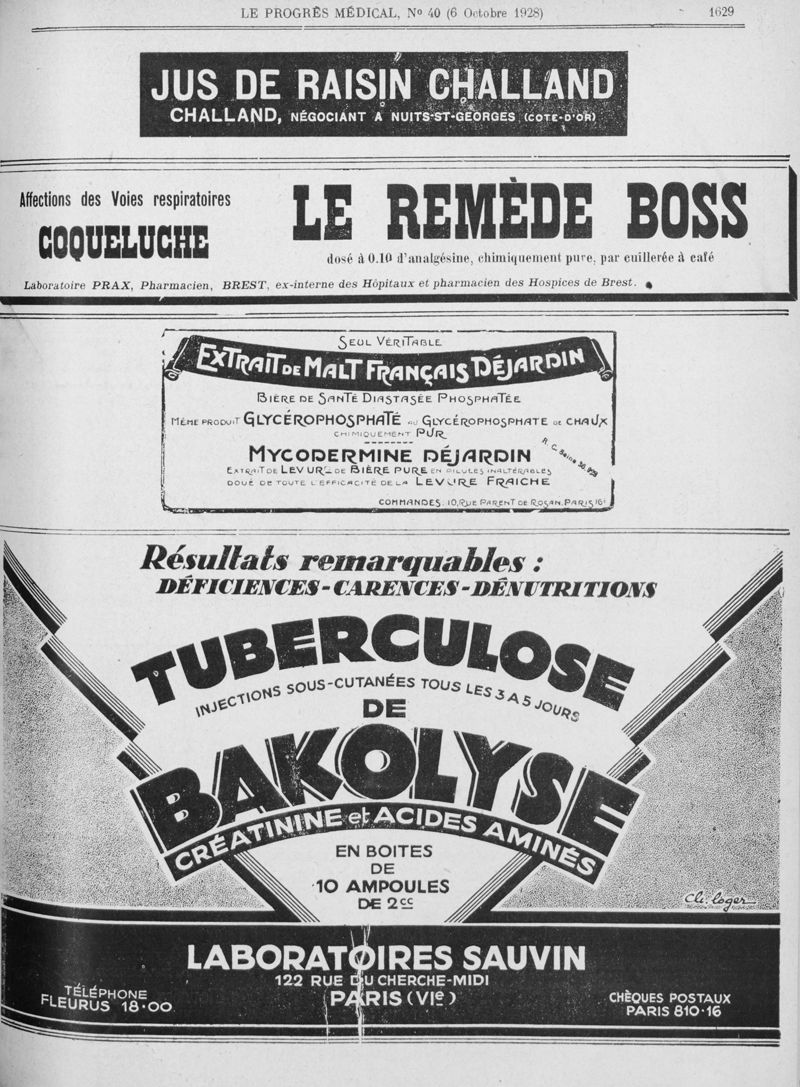 LE PROGRÈS MÉDICAL, No 40 (6 Octobre 1928) 1629
JUS DE RAISIN CHALLAND
CHALLAND, NÉGOCIANT A NUITS-ST-GEORGES (COTE-D'OR)
Affections des Voies respiratoires
COQUELUCHE
LE REMÈDE BOSS
dosé à 0.10 d'analgésine, chimiquement pure, par cuillerée à café
Laboratoire PRAX, Pharmacien, BREST, ex-interne des Hôpitaux et pharmacien des Hospices de Brest.
SEUL VÉRITABLE
EXTRAIT DE MALT FRANÇAIS DÉJARDIN
BIÈRE DE SANTÉ DIASTASÉE PHOSPHATÉE
MÊME PRODUIT GLYCÉROPHOSPHATÉ AU GLYCÉROPHOSPHATE DE CHAUX
CHIMIQUEMENT PUR
MYCODERMINE DÉJARDIN
R. C. Seine 36.928
EXTRAIT DE LEVURE DE BIÈRE PURE EN PILULES INALTÉRABLES
DOUÉ DE TOUTE L'EFFICACITÉ DE LA LEVURE FRAICHE
COMMANDES: 10, RUE PARENT DE ROSAN, PARIS 16e
Résultats remarquables :
DÉFICIENCES-CARENCES-DÉNUTRITIONS
TUBERCULOSE
INJECTIONS SOUS-CUTANÉES TOUS LES 3 A 5 JOURS
DE
BAKOLYSE
CRÉATININE et ACIDES AMINÉS
EN BOITES
DE
10 AMPOULES
DE 2cc
Ch. Loger
LABORATOIRES SAUVIN
122 RUE DU CHERCHE-MIDI
PARIS (VIe)
TÉLÉPHONE
FLEURUS 18-00
CHÈQUES POSTAUX
PARIS 810-16